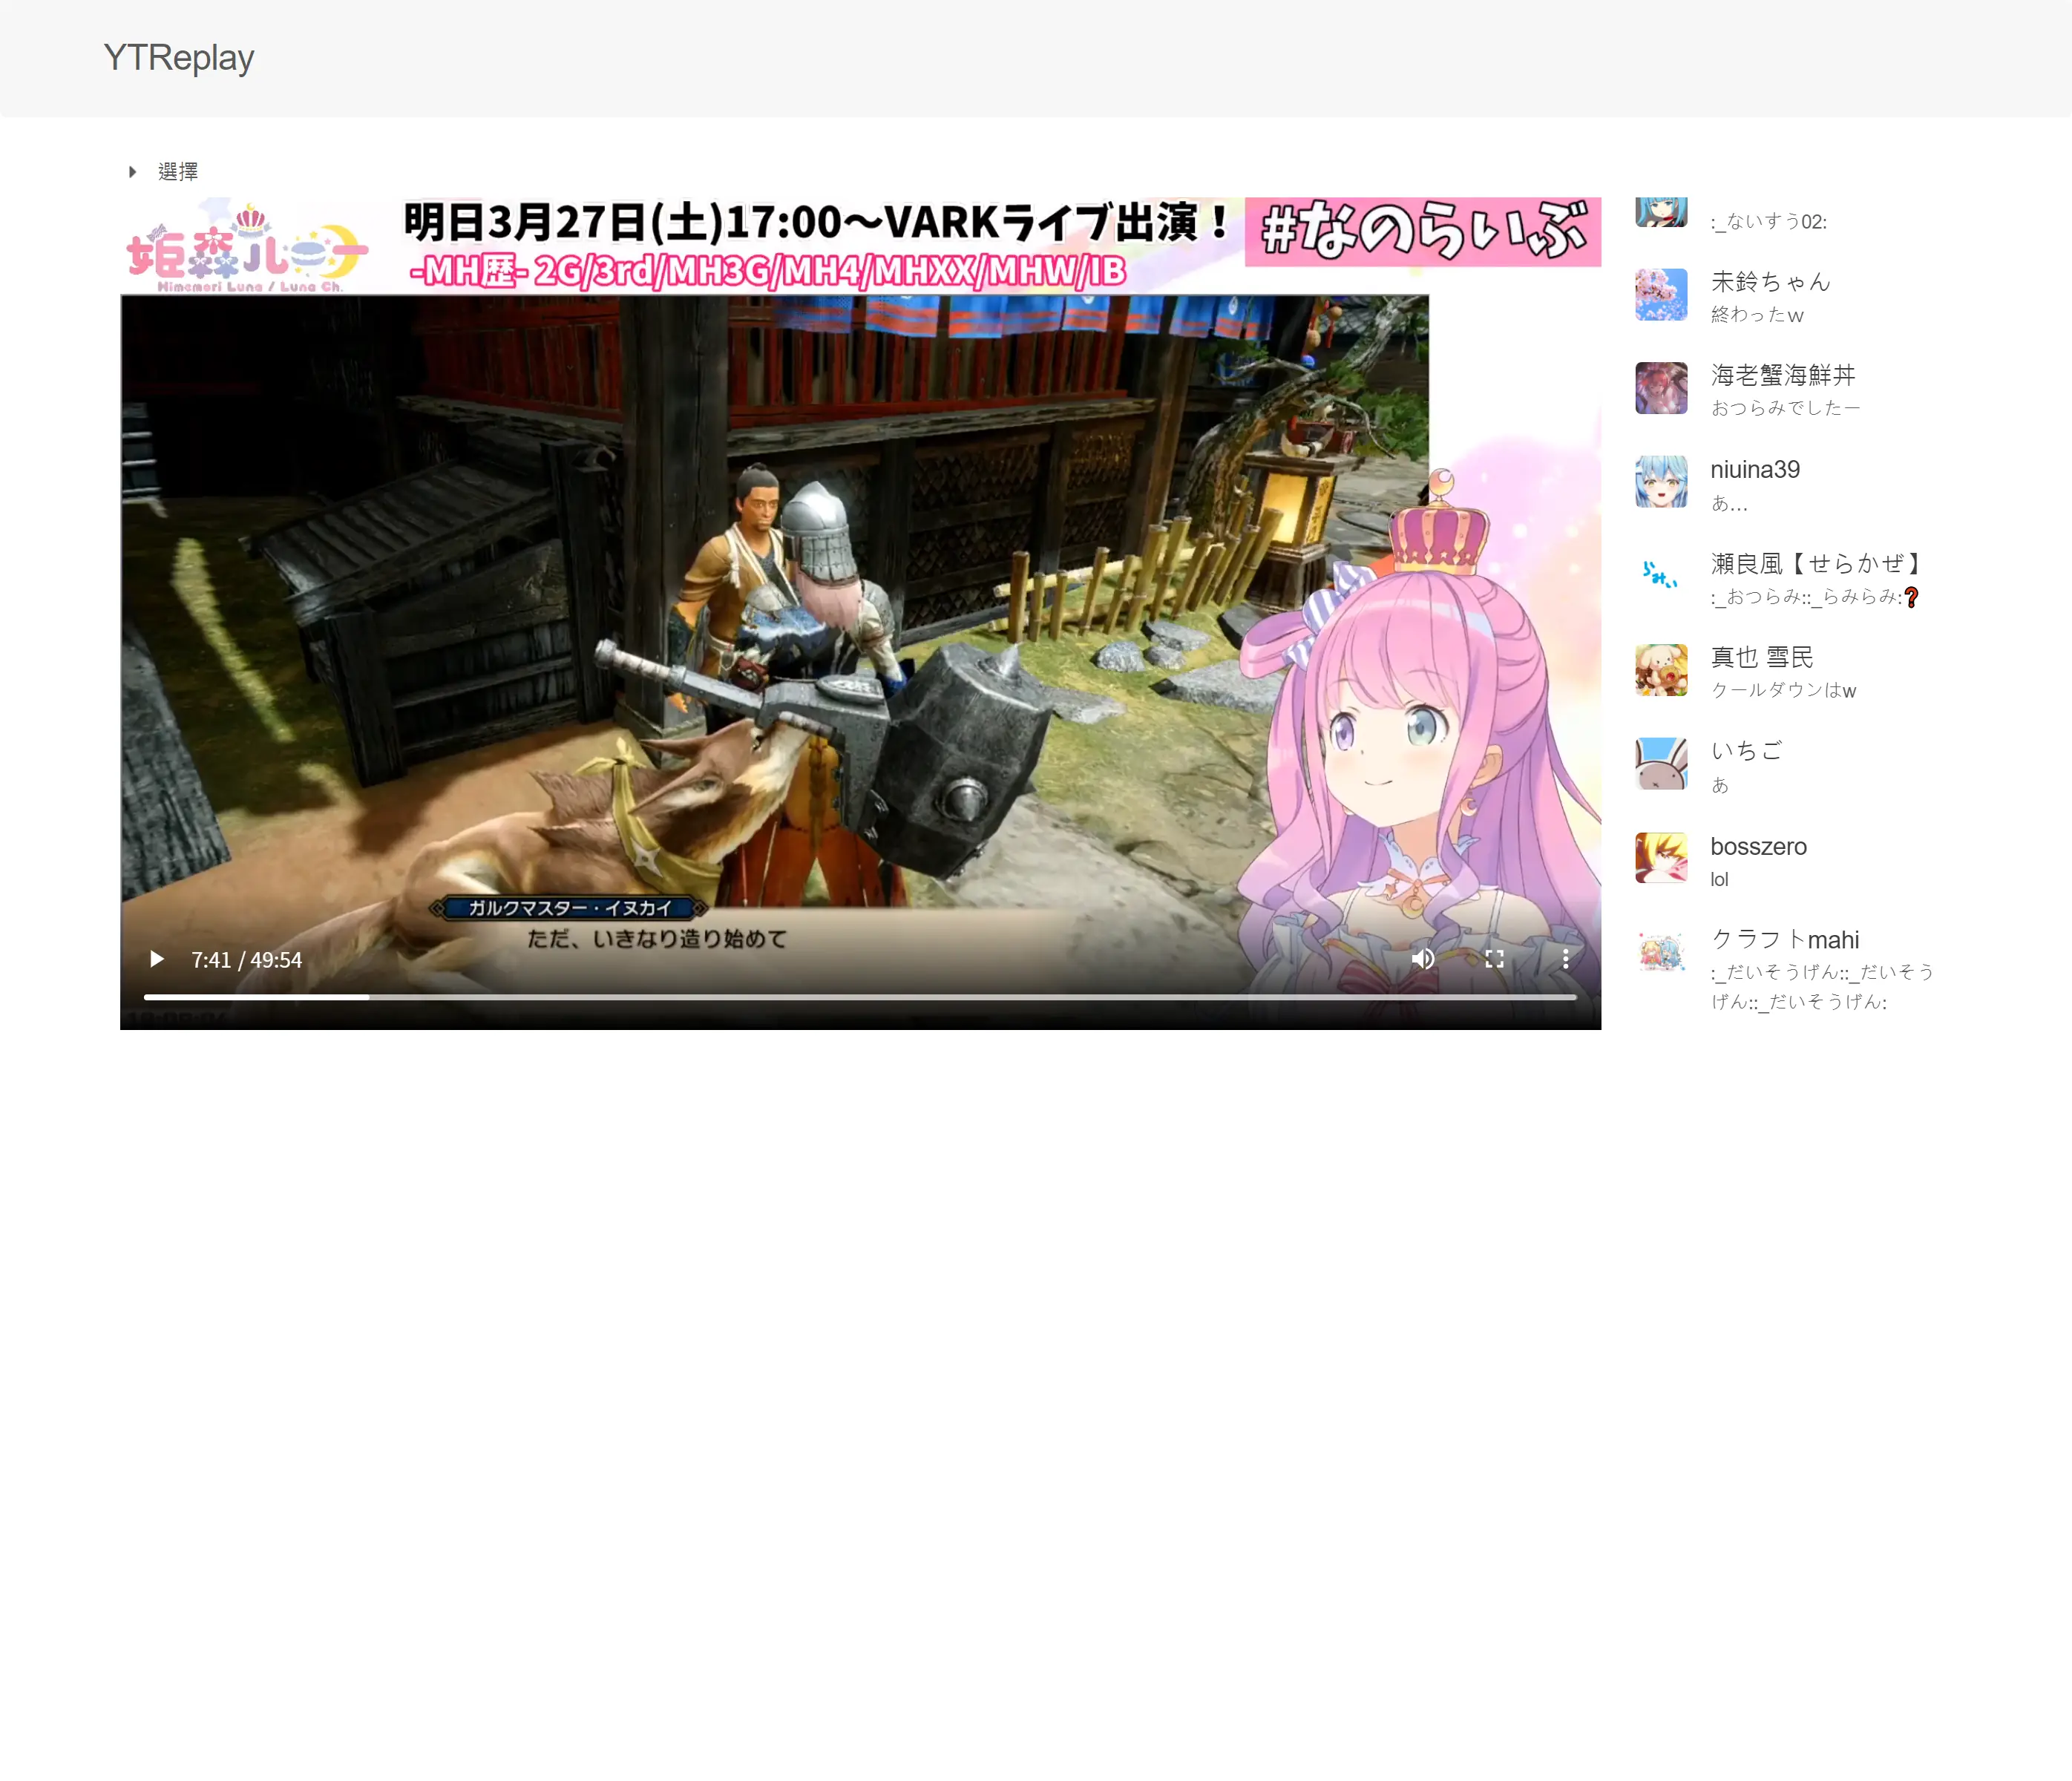 YTReplay
選擇
姫森ルーナ
Himemori Luna / Luna Ch.
明日3月27日(土)17:00～VARKライブ出演！
#なのらいぶ
-MH歴- 2G/3rd/MH3G/MH4/MHXX/MHW/IB
ガルクマスター・イヌカイ
ただ、いきなり造り始めて
7:41 / 49:54
:_ないすう02:
未鈴ちゃん
終わったｗ
海老蟹海鮮丼
おつらみでしたー
niuina39
あ…
瀬良風【せらかぜ】
:_おつらみ::_らみらみ:❓
真也 雪民
クールダウンはw
いちご
あ
bosszero
lol
クラフトmahi
:_だいそうげん::_だいそう
げん::_だいそうげん: